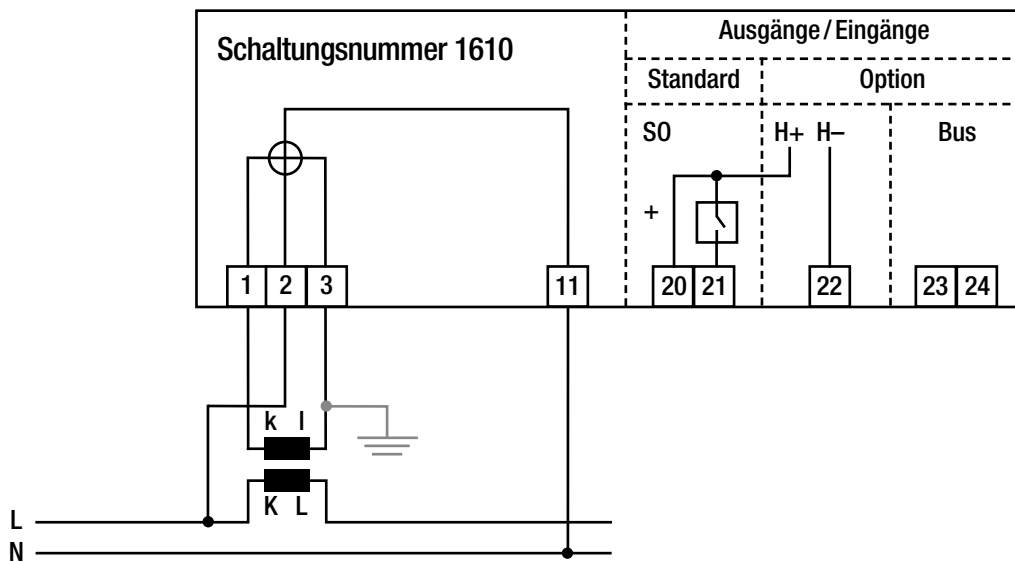 Schaltungsnummer 1610
Ausgänge / Eingänge
Standard Option
S0 H+ H– Bus
+
1 2 3 11 20 21 22 23 24
k l
K L
L
N